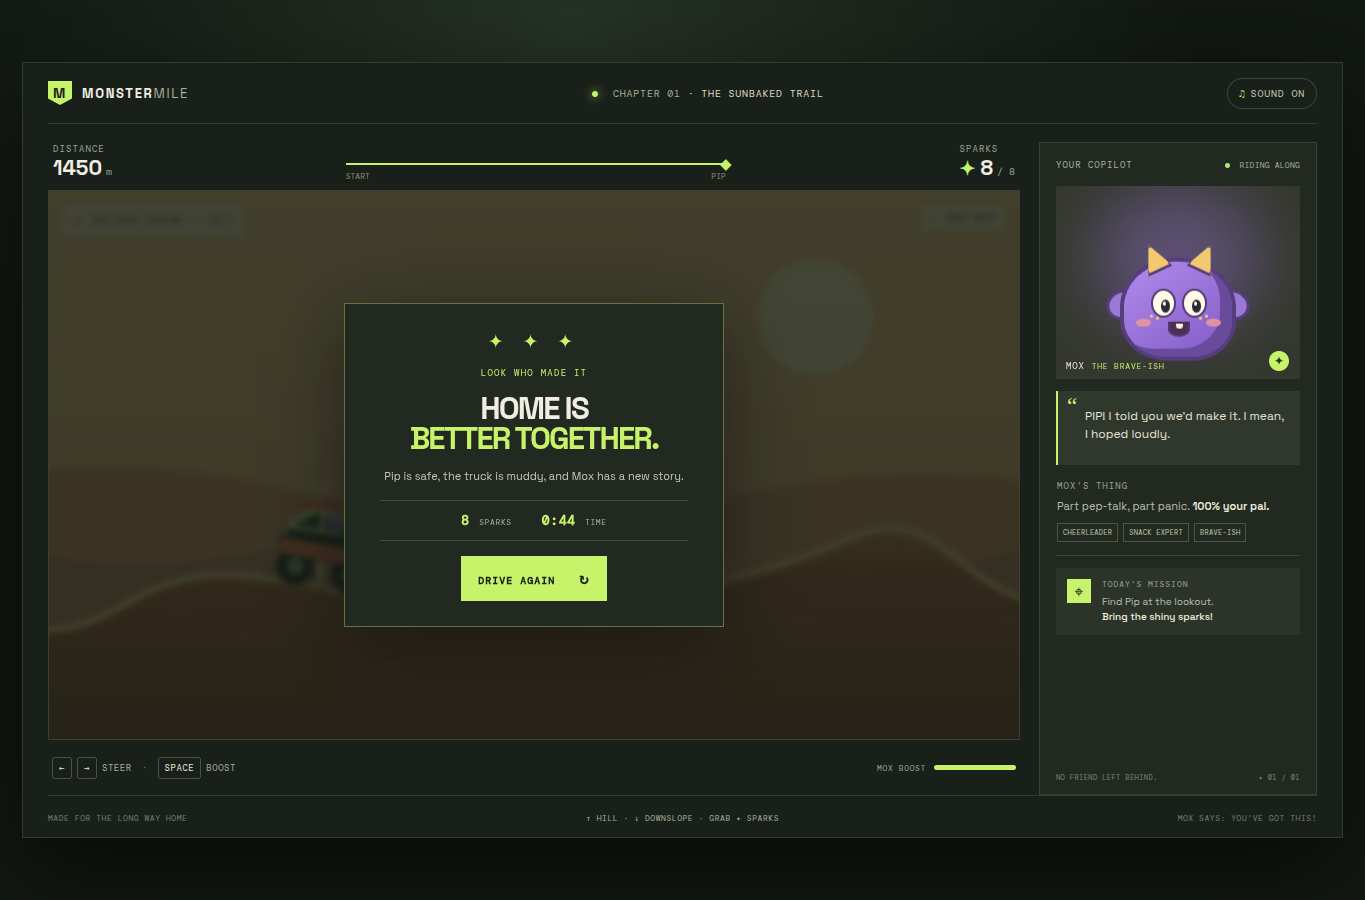 M MONSTERMILE
CHAPTER 01 · THE SUNBAKED TRAIL
♫ SOUND ON
DISTANCE
1450 m
START
PIP
SPARKS
✦ 8 / 8
✦ ✦ ✦
LOOK WHO MADE IT
HOME IS
BETTER TOGETHER.
Pip is safe, the truck is muddy, and Mox has a new story.
8 SPARKS 0:44 TIME
DRIVE AGAIN ↻
← → STEER · SPACE BOOST
MOX BOOST
YOUR COPILOT
RIDING ALONG
MOX THE BRAVE-ISH
✦
“
PIP! I told you we'd make it. I mean,
I hoped loudly.
MOX'S THING
Part pep-talk, part panic. 100% your pal.
CHEERLEADER
SNACK EXPERT
BRAVE-ISH
TODAY'S MISSION
Find Pip at the lookout.
Bring the shiny sparks!
NO FRIEND LEFT BEHIND.
✦ 01 / 01
MADE FOR THE LONG WAY HOME
↑ HILL · ↓ DOWNSLOPE · GRAB ✦ SPARKS
MOX SAYS: YOU'VE GOT THIS!